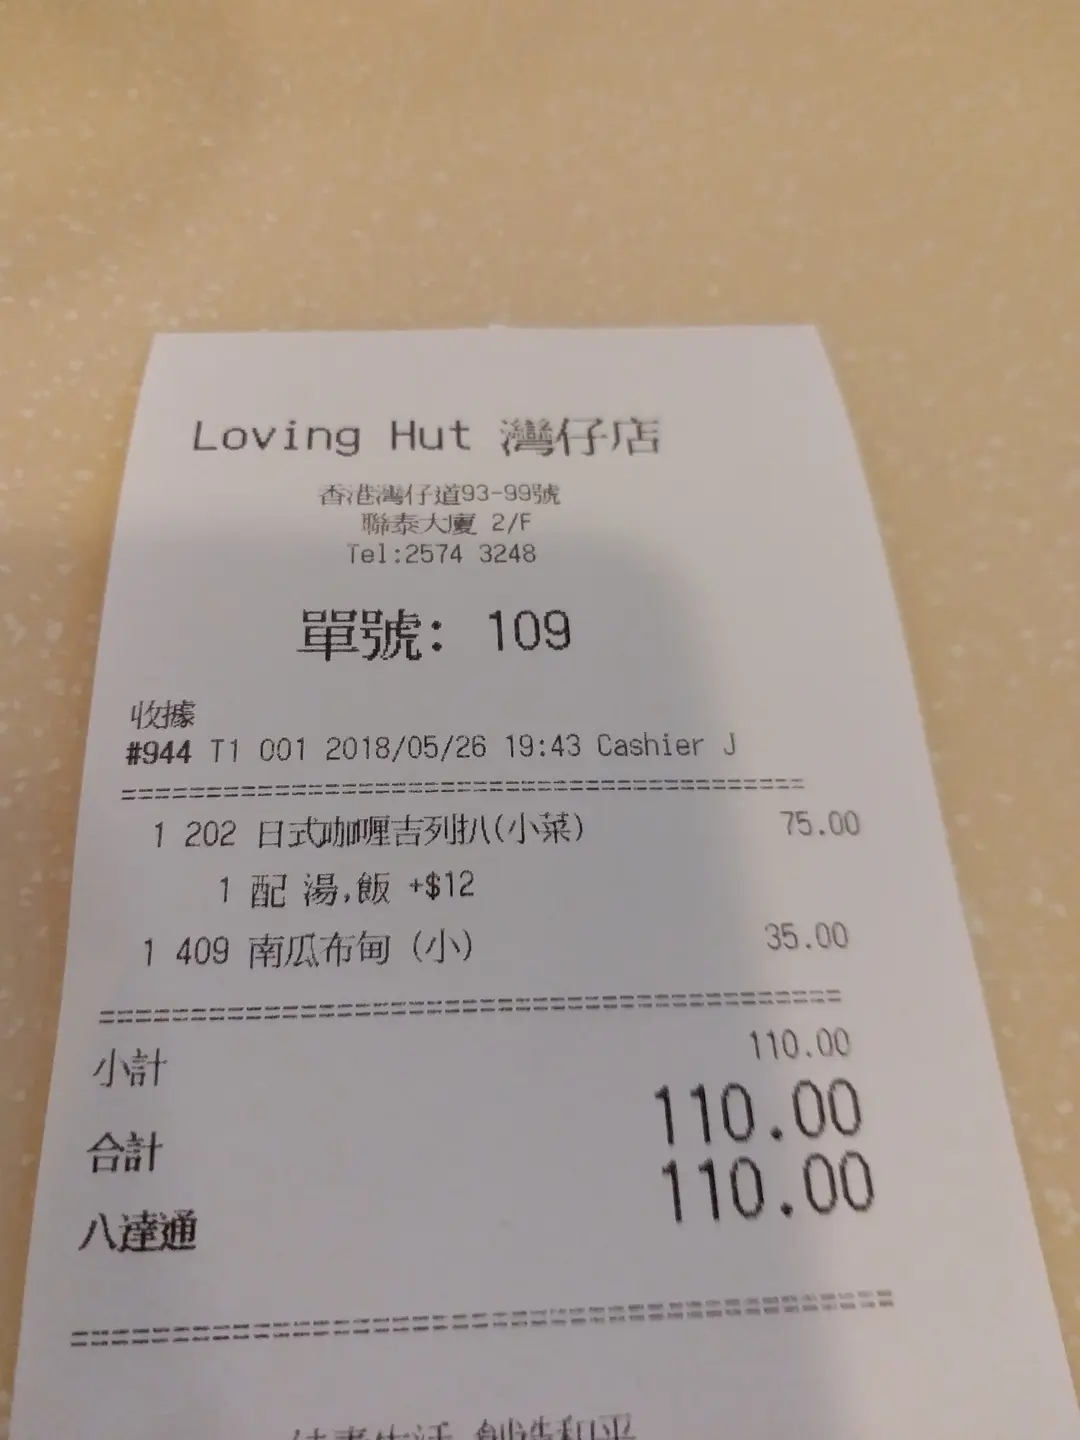 Loving Hut 灣仔店
香港灣仔道93-99號
聯泰大廈 2/F
Tel:2574 3248
單號: 109
收據
#944 T1 001 2018/05/26 19:43 Cashier J
1 202 日式咖喱吉列扒(小菜) 75.00
1 配 湯,飯 +$12
1 409 南瓜布甸 (小) 35.00
小計 110.00
合計 110.00
八達通 110.00
創造和平